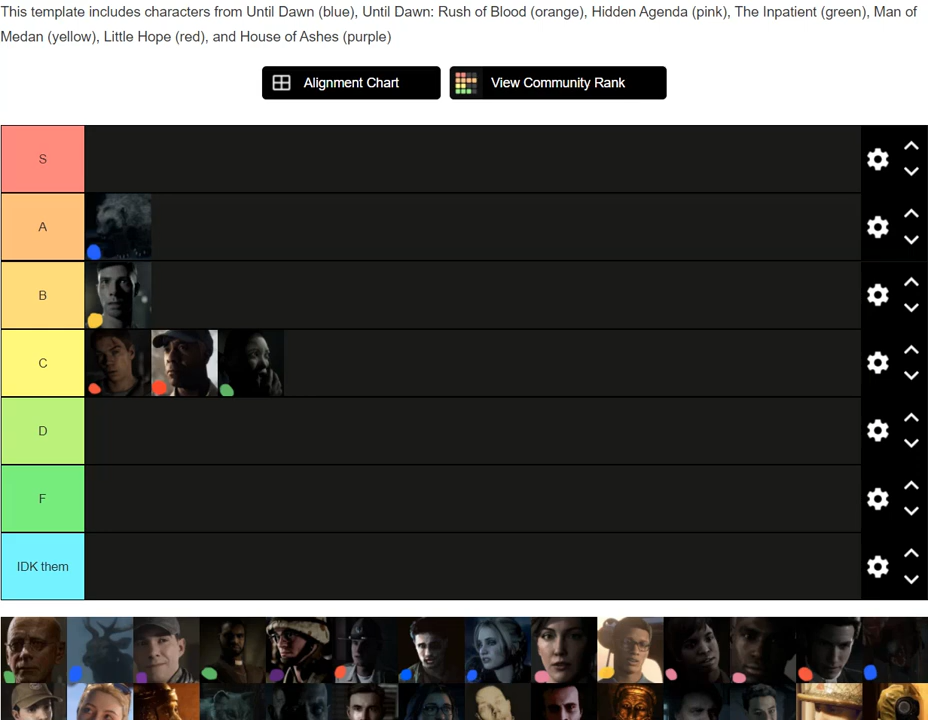 This template includes characters from Until Dawn (blue), Until Dawn: Rush of Blood (orange), Hidden Agenda (pink), The Inpatient (green), Man of
Medan (yellow), Little Hope (red), and House of Ashes (purple)
Alignment Chart
View Community Rank
S
A
B
C
D
F
IDK them